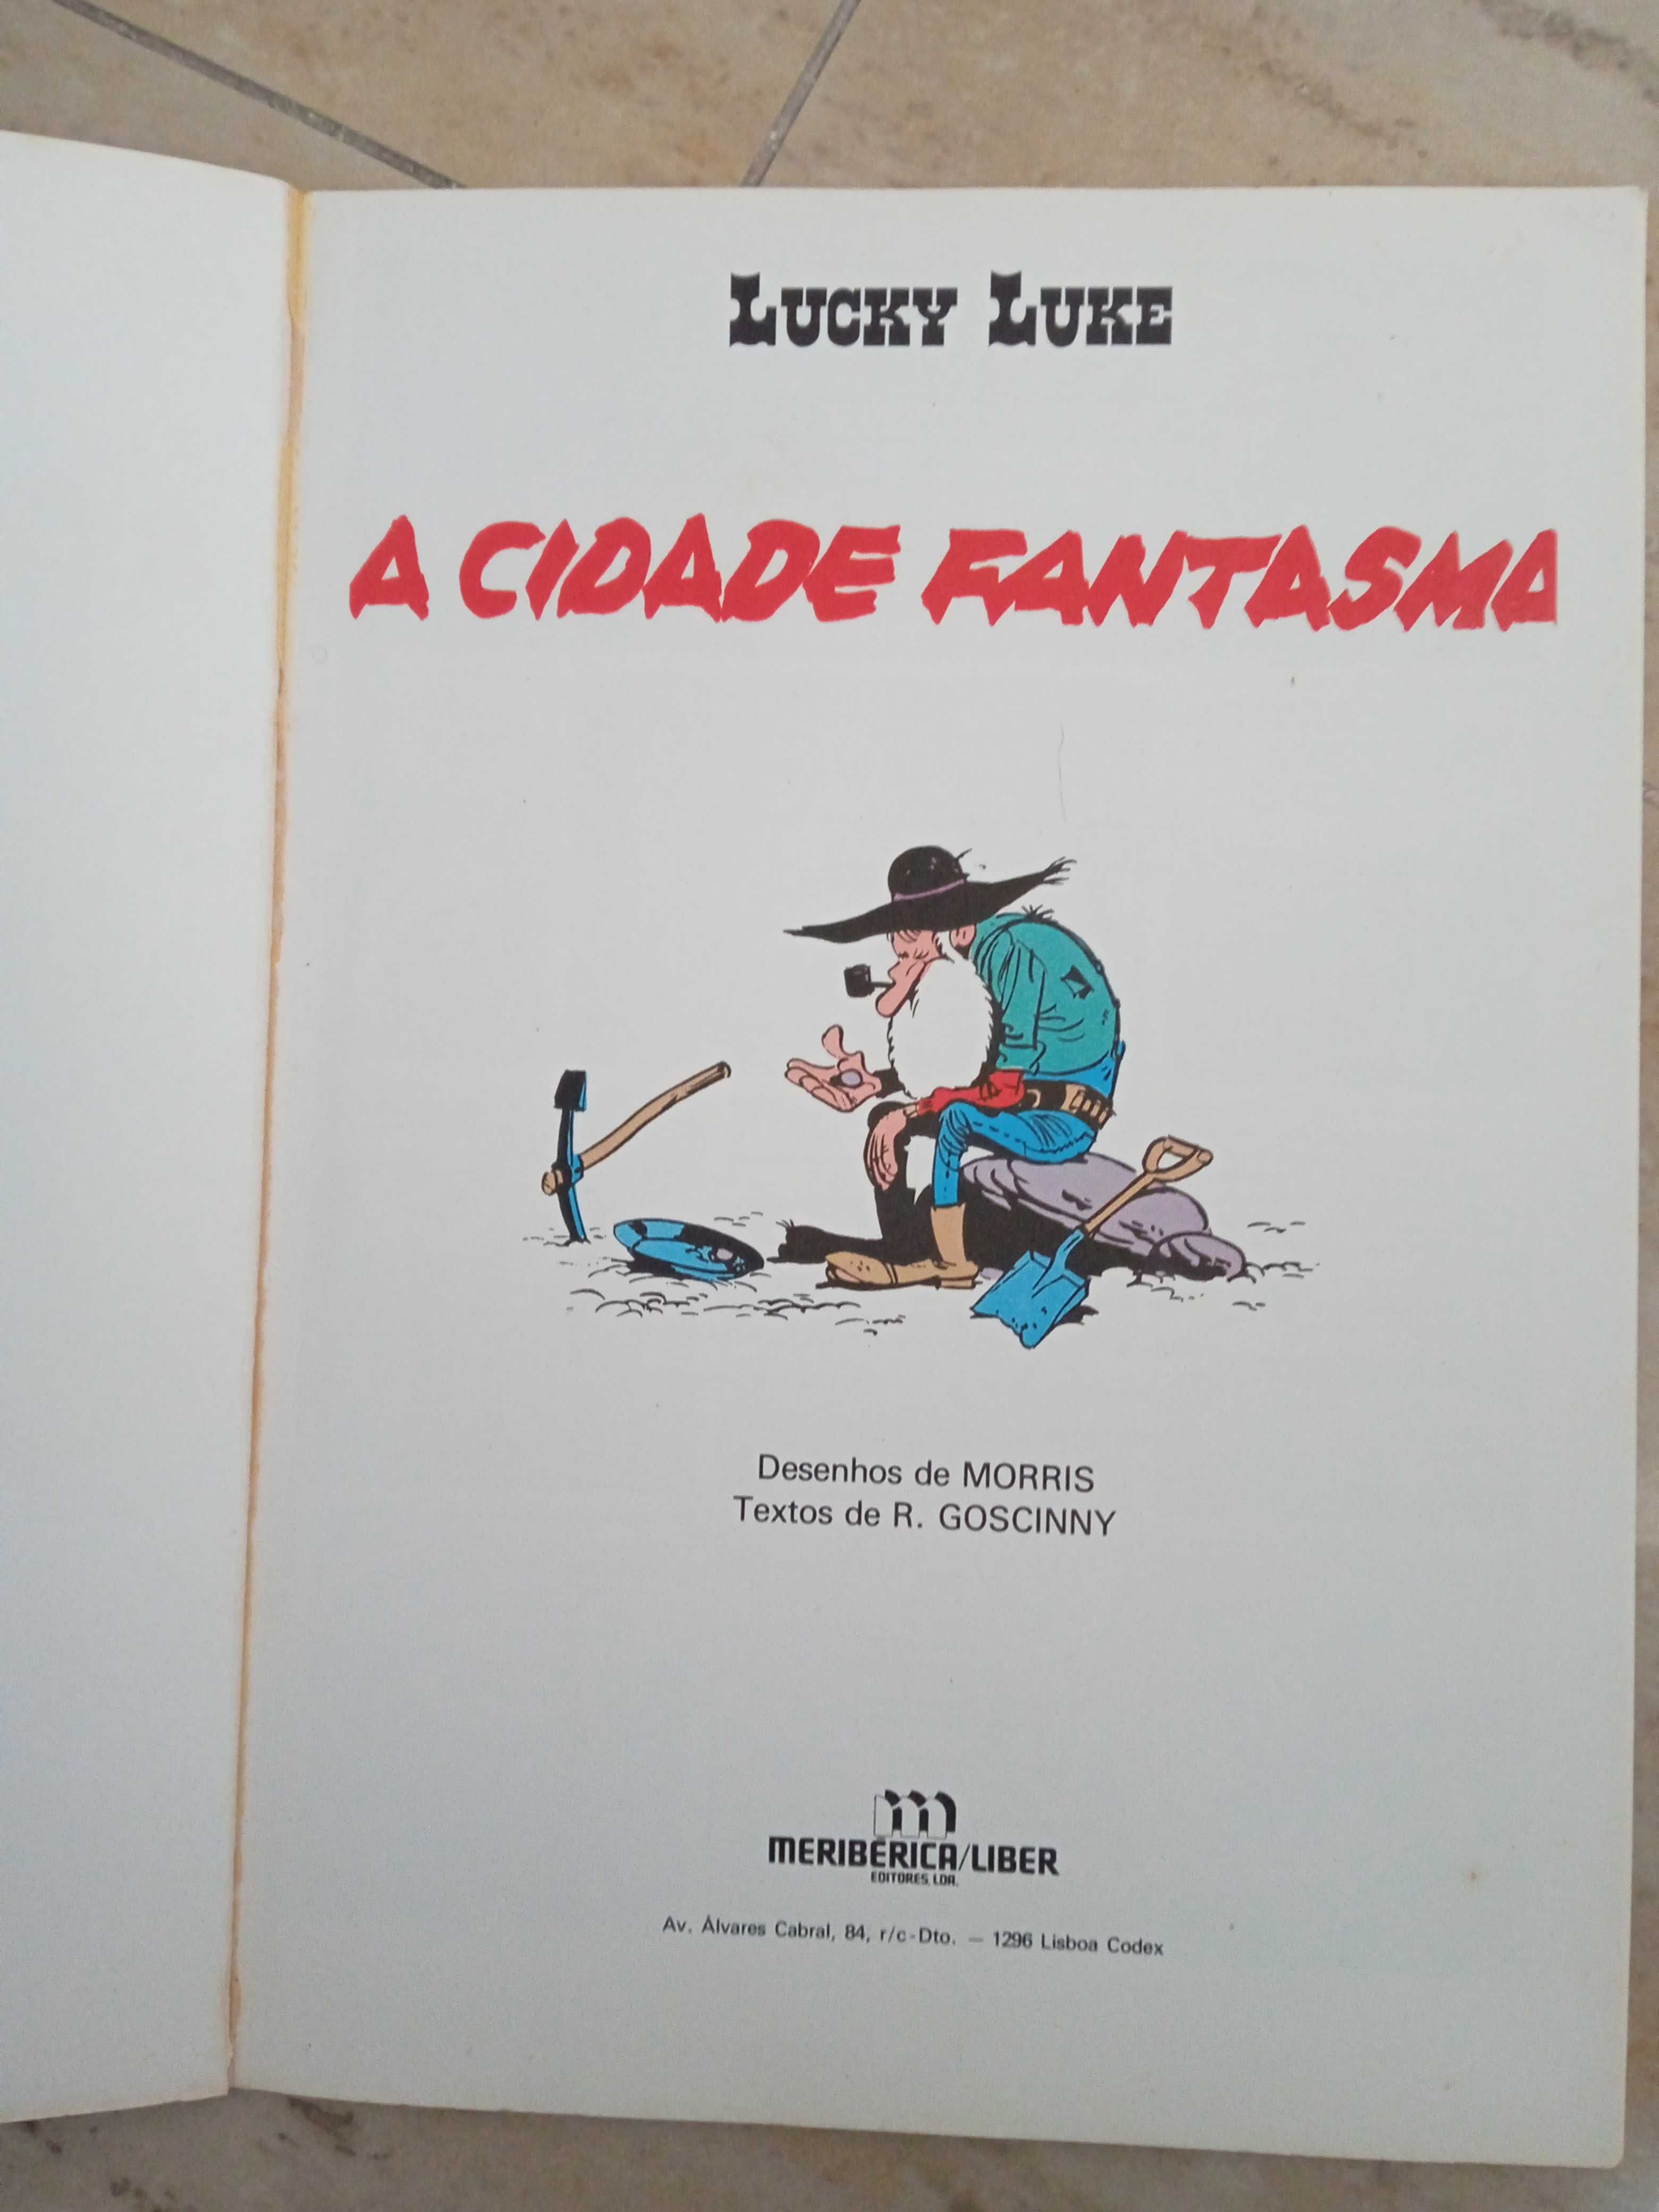 LUCKY LUKE
A CIDADE FANTASMA
Desenhos de MORRIS
Textos de R. GOSCINNY
m
MERIBÉRICA/LIBER
EDITORES, LDA.
Av. Álvares Cabral, 84, r/c-Dto. — 1296 Lisboa Codex